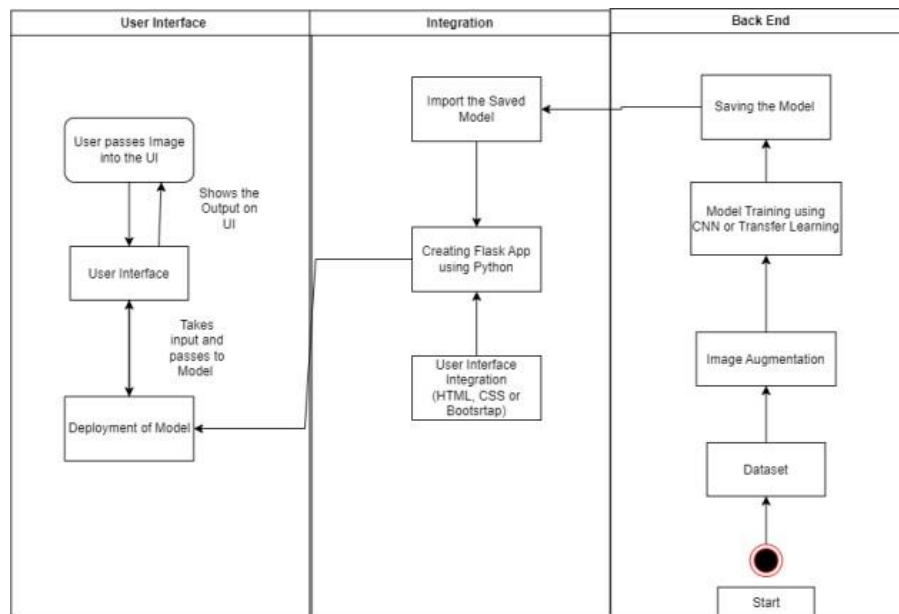 User Interface
Integration
Back End
User passes Image
into the UI
Shows the
Output on
UI
User Interface
Takes
input and
passes to
Model
Deployment of Model
Import the Saved
Model
Creating Flask App
using Python
User Interface
Integration
(HTML, CSS or
Bootsrtap)
Saving the Model
Model Training using
CNN or Transfer Learning
Image Augmentation
Dataset
Start